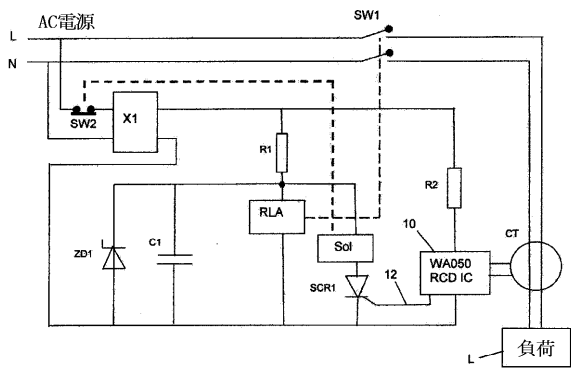 AC電源
SW1
L
N
SW2
X1
R1
R2
RLA
10
ZD1
C1
Sol
WA050
RCD IC
CT
SCR1
12
L
負荷